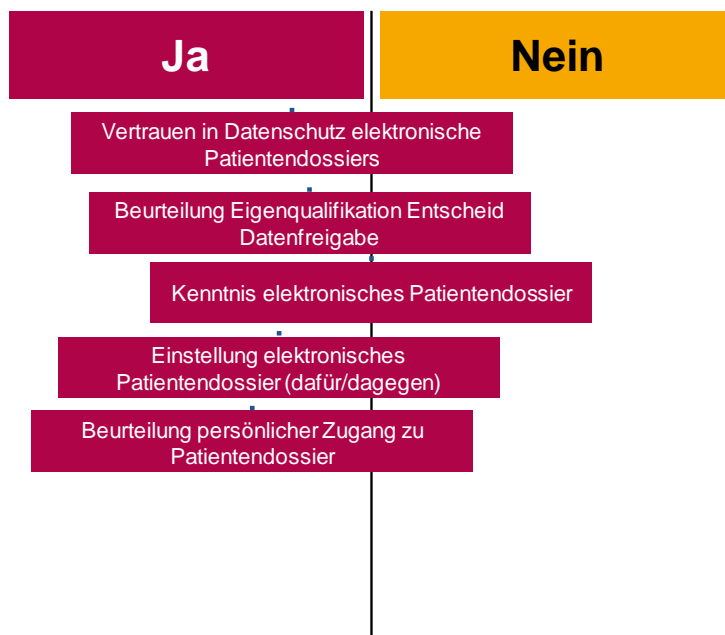 Ja
Nein
Vertrauen in Datenschutz elektronische
Patientendossiers
Beurteilung Eigenqualifikation Entscheid
Datenfreigabe
Kenntnis elektronisches Patientendossier
Einstellung elektronisches
Patientendossier (dafür/dagegen)
Beurteilung persönlicher Zugang zu
Patientendossier